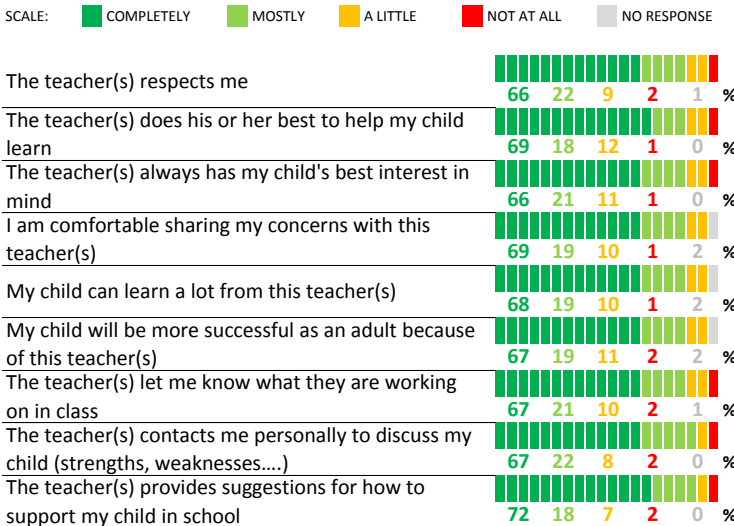 SCALE: COMPLETELY MOSTLY A LITTLE NOT AT ALL NO RESPONSE
The teacher(s) respects me
66 22 9 2 1 %
The teacher(s) does his or her best to help my child
learn
69 18 12 1 0 %
The teacher(s) always has my child's best interest in
mind
66 21 11 1 0 %
I am comfortable sharing my concerns with this
teacher(s)
69 19 10 1 2 %
My child can learn a lot from this teacher(s)
68 19 10 1 2 %
My child will be more successful as an adult because
of this teacher(s)
67 19 11 2 2 %
The teacher(s) let me know what they are working
on in class
67 21 10 2 1 %
The teacher(s) contacts me personally to discuss my
child (strengths, weaknesses....)
67 22 8 2 0 %
The teacher(s) provides suggestions for how to
support my child in school
72 18 7 2 0 %